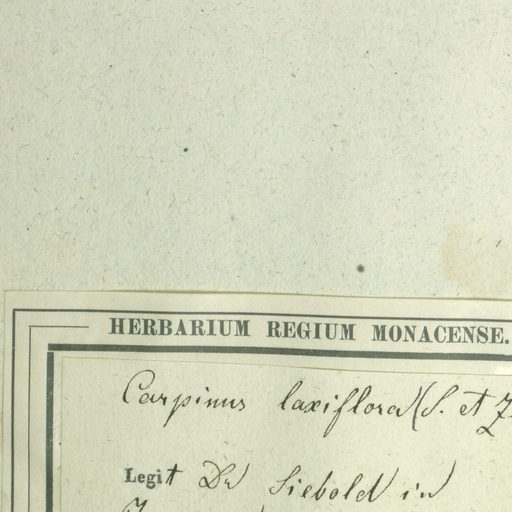 HERBARIUM REGIUM MONACENSE.
Carpinus laxiflora (S. et Z.
Legit Dr Siebold in